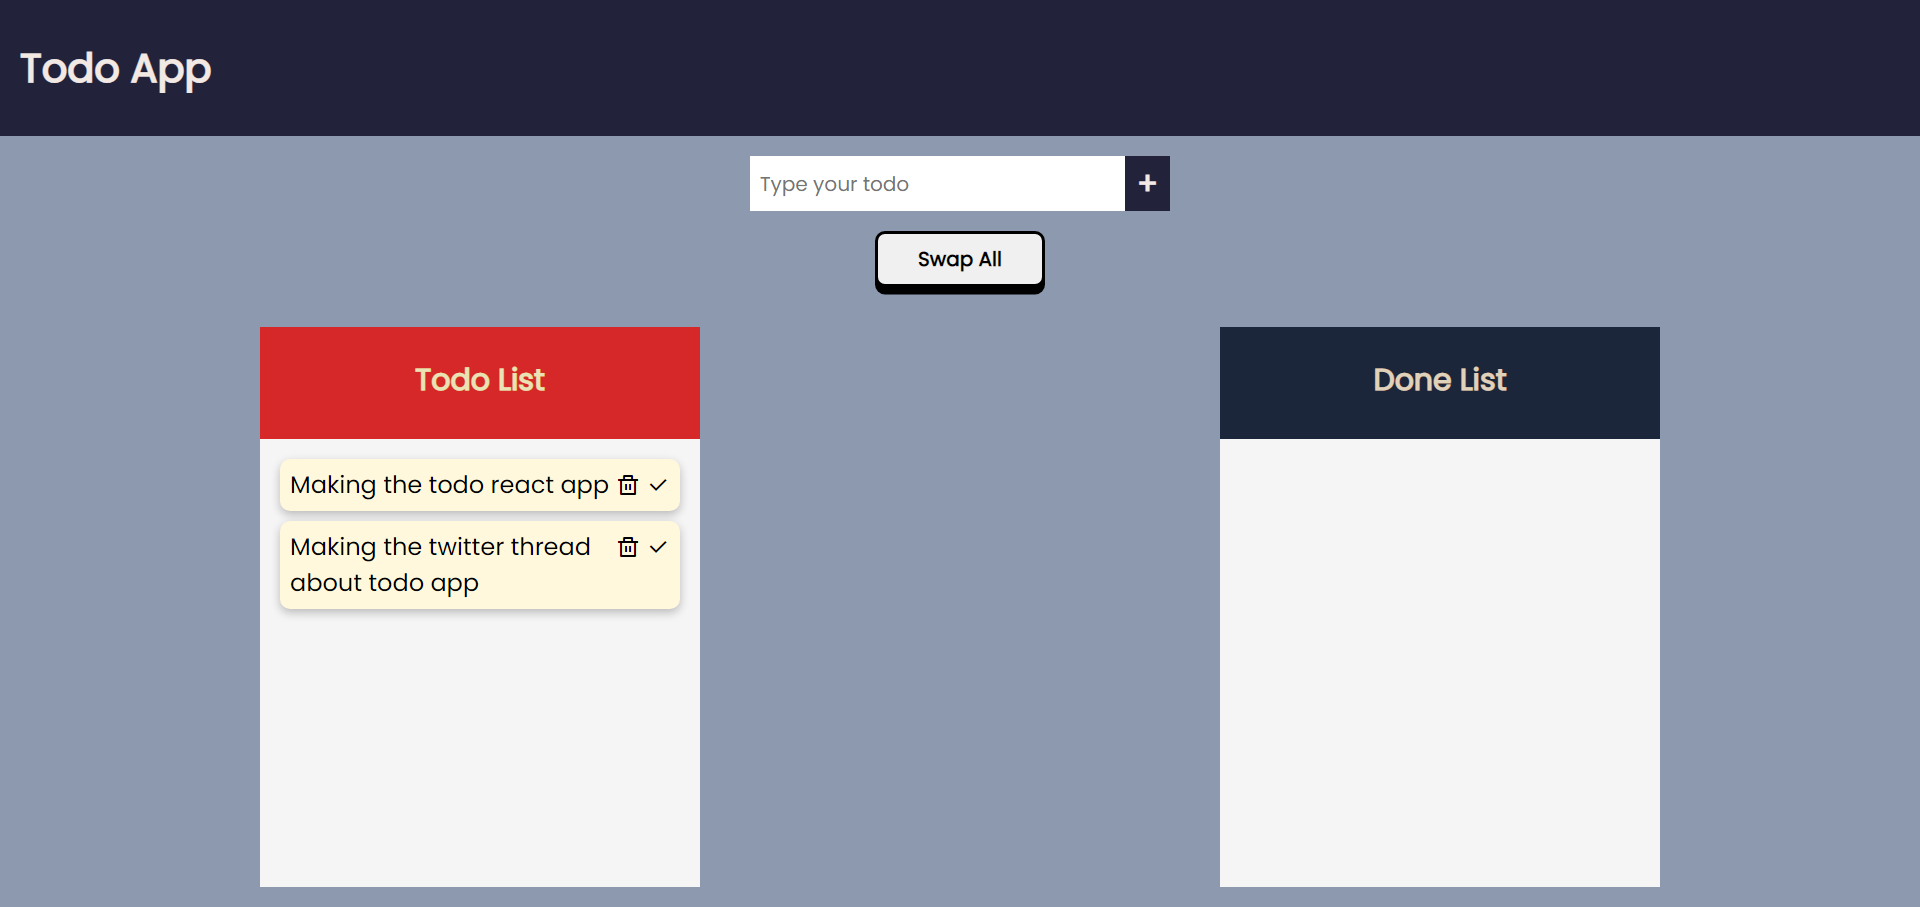 Todo App
Type your todo
+
Swap All
Todo List
Making the todo react app
Making the twitter thread
about todo app
Done List